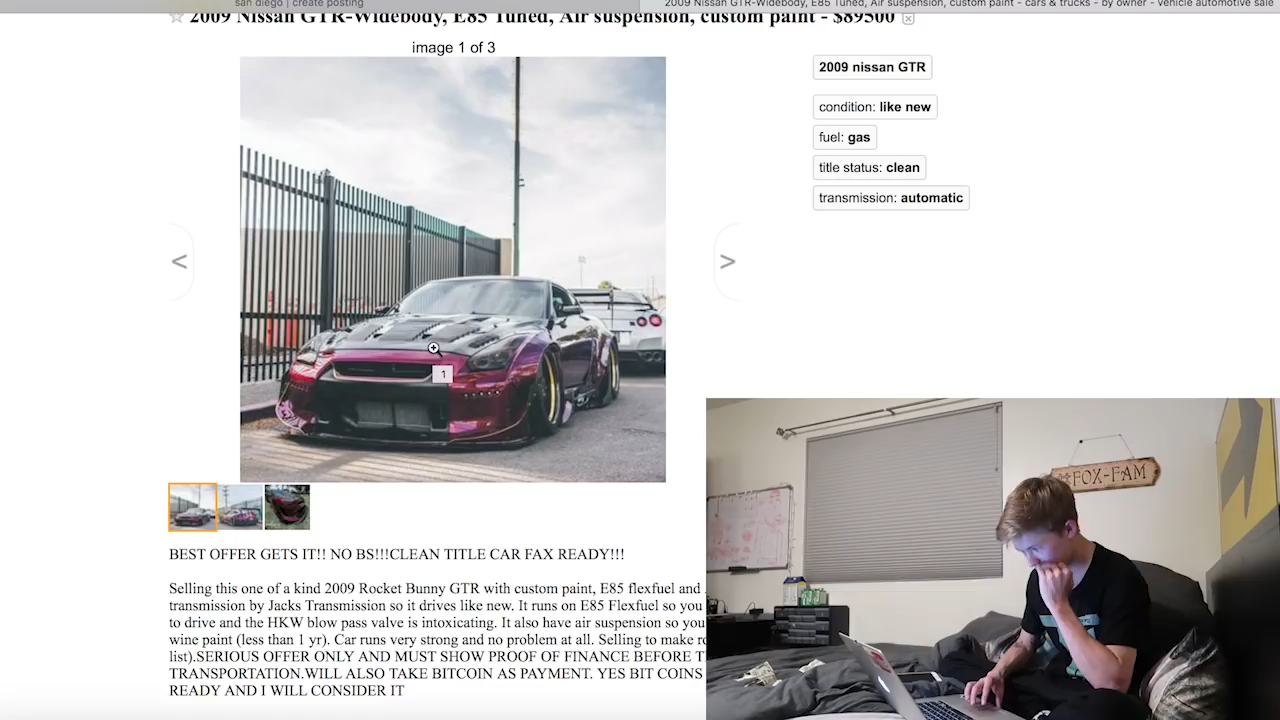 san diego | create posting
2009 Nissan GTR-Widebody, E85 Tuned, Air suspension, custom paint - cars & trucks - by owner - vehicle automotive sale
2009 Nissan GTR-Widebody, E85 Tuned, Air suspension, custom paint - $89500
image 1 of 3
2009 nissan GTR
condition: like new
fuel: gas
title status: clean
transmission: automatic
<
>
1
BEST OFFER GETS IT!! NO BS!!!CLEAN TITLE CAR FAX READY!!!
Selling this one of a kind 2009 Rocket Bunny GTR with custom paint, E85 flexfuel and
transmission by Jacks Transmission so it drives like new. It runs on E85 Flexfuel so you
to drive and the HKW blow pass valve is intoxicating. It also have air suspension so you
wine paint (less than 1 yr). Car runs very strong and no problem at all. Selling to make
list).SERIOUS OFFER ONLY AND MUST SHOW PROOF OF FINANCE BEFORE
TRANSPORTATION.WILL ALSO TAKE BITCOIN AS PAYMENT. YES BIT COINS
READY AND I WILL CONSIDER IT
FOX-FAM